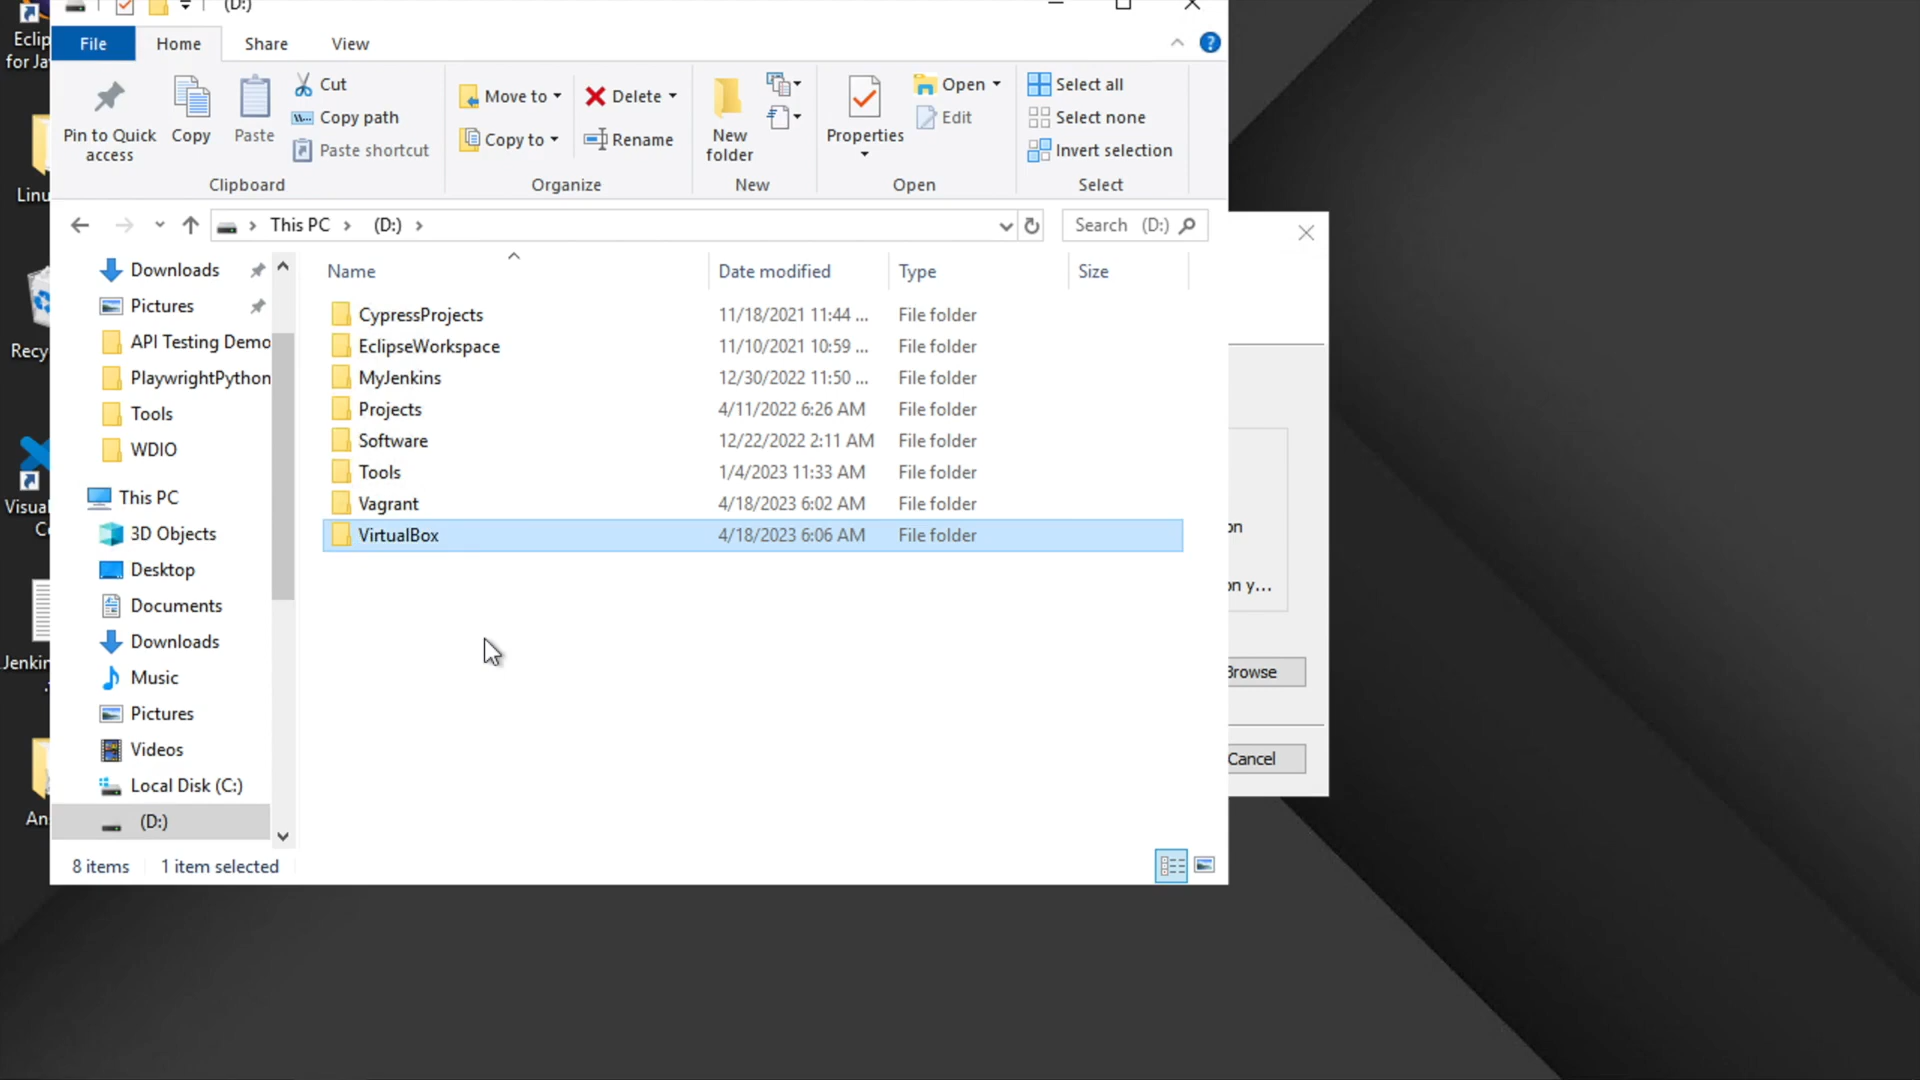 (D:)
File Home Share View
Pin to Quick access
Copy
Paste
Cut
Copy path
Paste shortcut
Clipboard
Move to
Copy to
Delete
Rename
Organize
New folder
New
Properties
Open
Edit
Open
Select all
Select none
Invert selection
Select
This PC (D:)
Search (D:)
Downloads
Pictures
API Testing Demo
PlaywrightPython
Tools
WDIO
This PC
3D Objects
Desktop
Documents
Downloads
Music
Pictures
Videos
Local Disk (C:)
(D:)
Name Date modified Type Size
CypressProjects 11/18/2021 11:44 ... File folder
EclipseWorkspace 11/10/2021 10:59 ... File folder
MyJenkins 12/30/2022 11:50 ... File folder
Projects 4/11/2022 6:26 AM File folder
Software 12/22/2022 2:11 AM File folder
Tools 1/4/2023 11:33 AM File folder
Vagrant 4/18/2023 6:02 AM File folder
VirtualBox 4/18/2023 6:06 AM File folder
8 items 1 item selected
Eclip
for Ja
Linu
Recy
Visua
C
Jenkin
An
on
on y...
Browse
Cancel